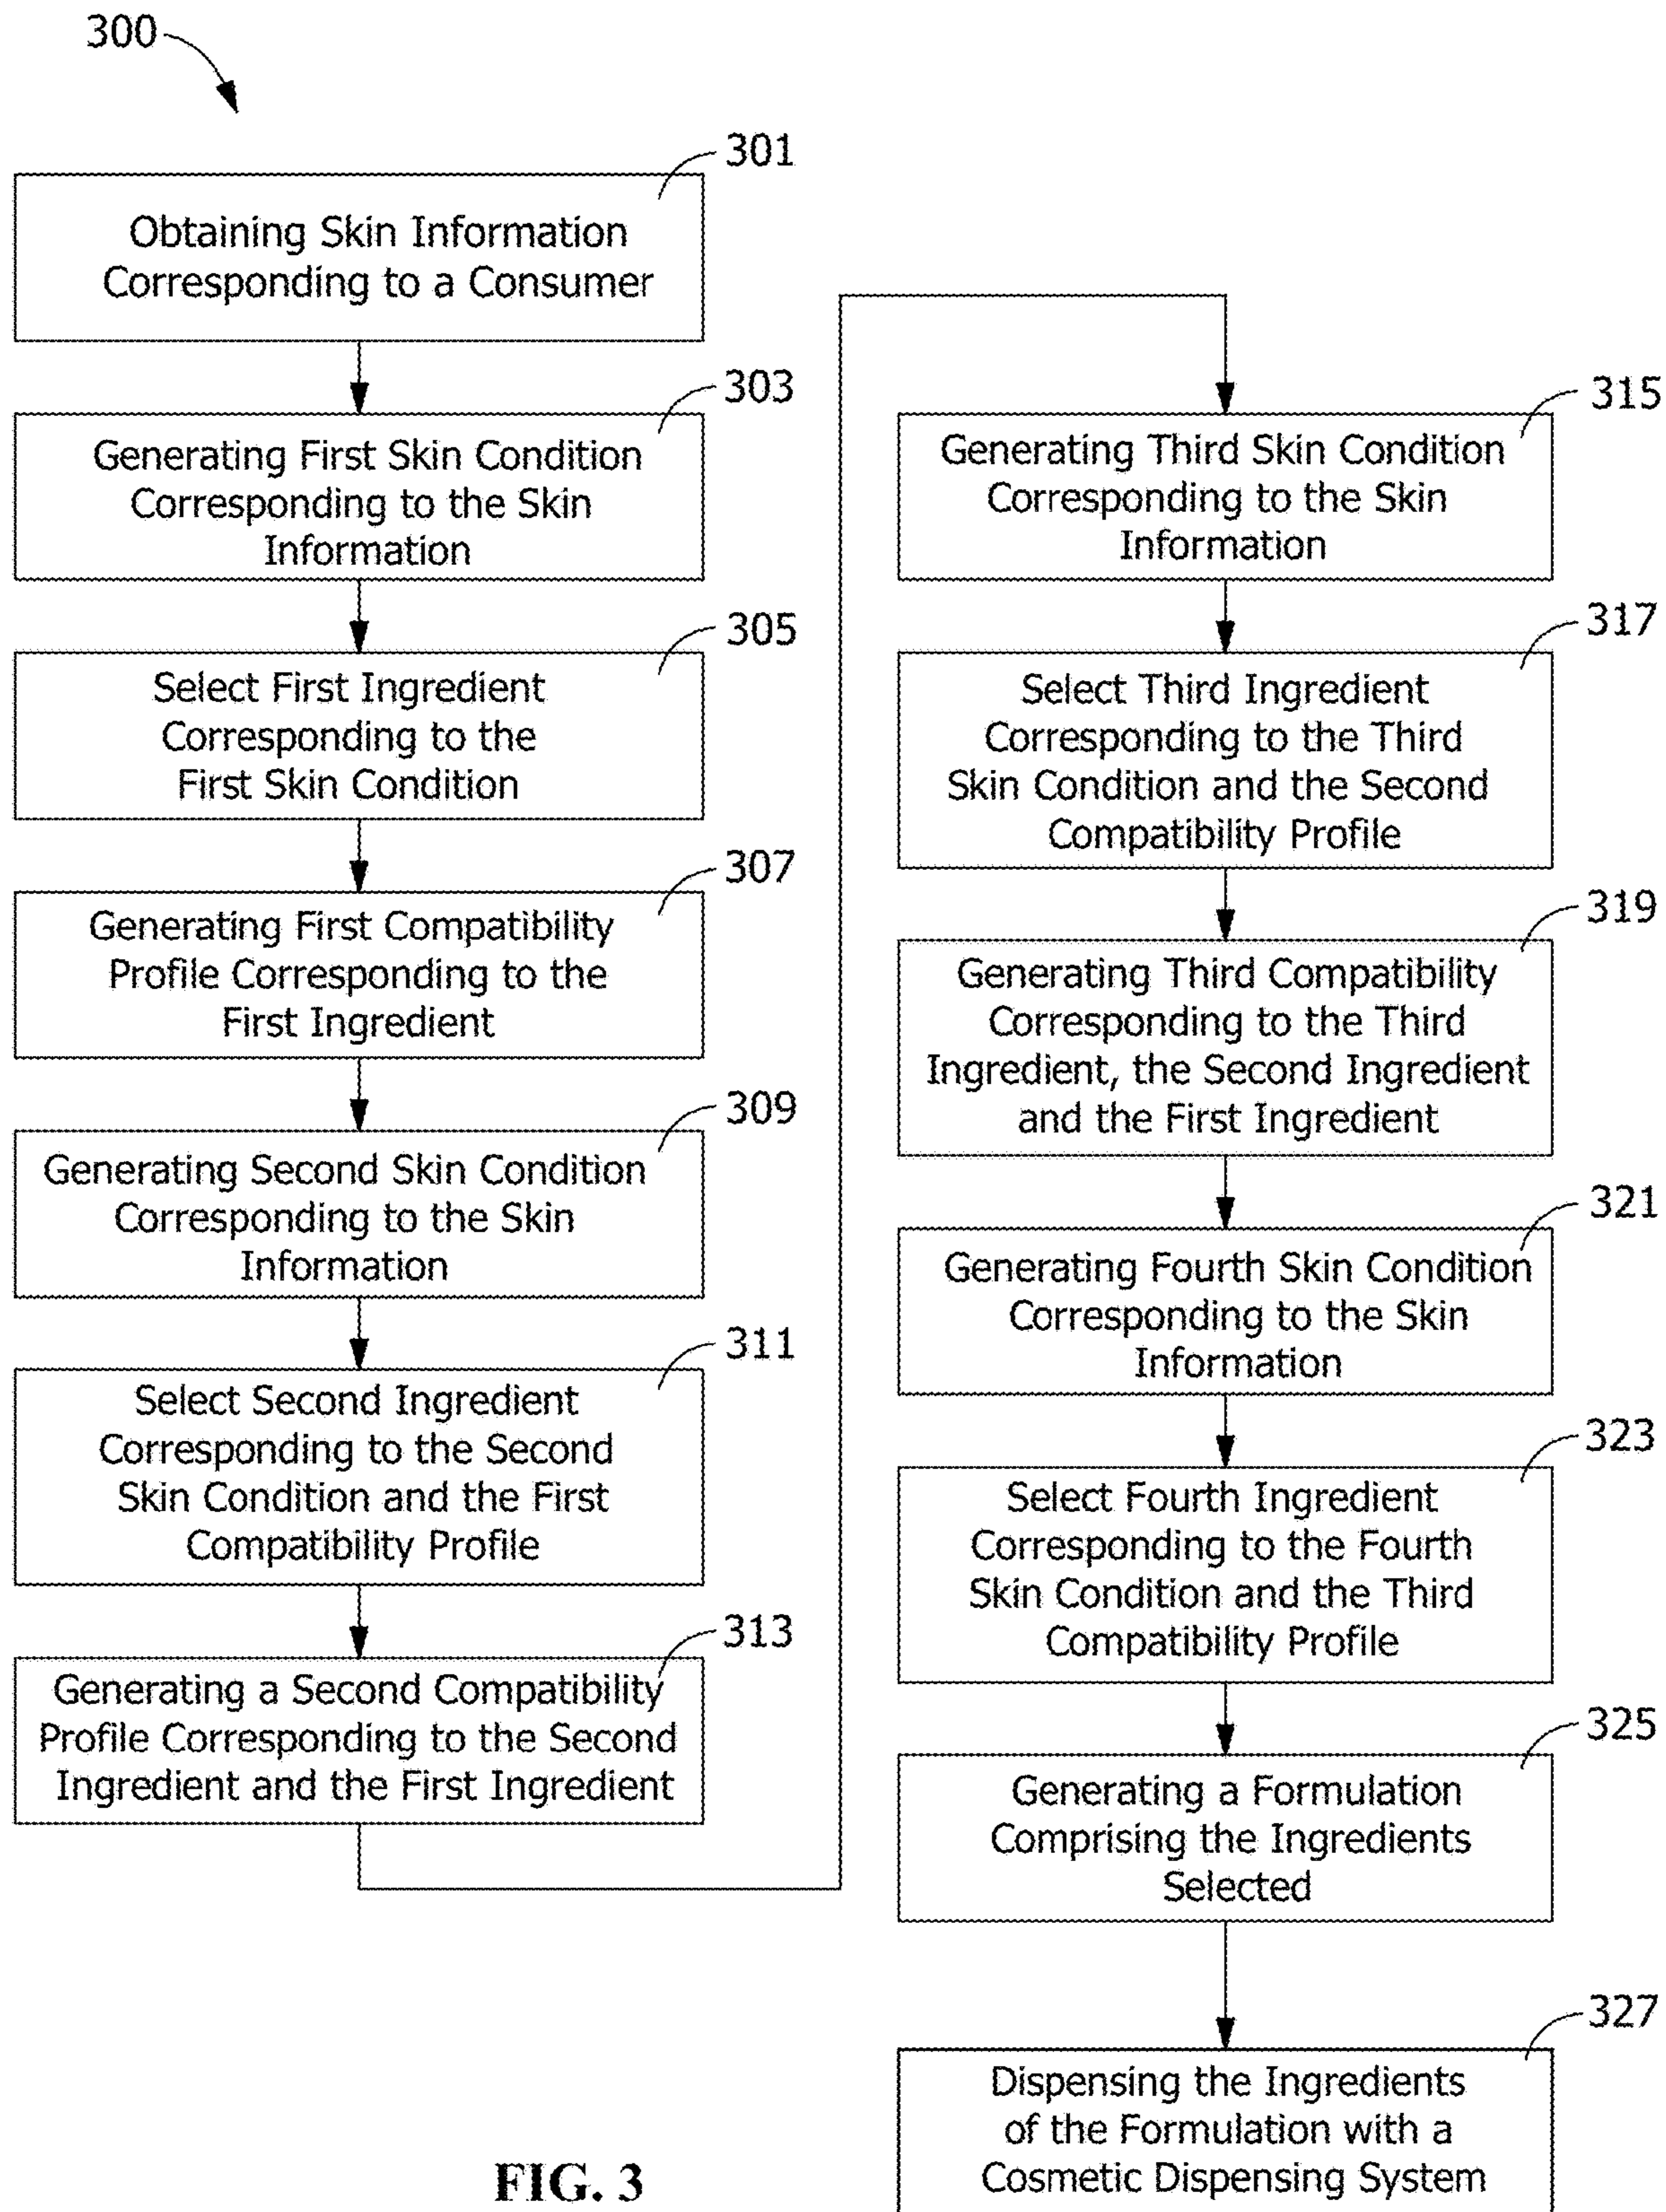 300
301
Obtaining Skin Information
Corresponding to a Consumer
303
Generating First Skin Condition
Corresponding to the Skin
Information
305
Select First Ingredient
Corresponding to the
First Skin Condition
307
Generating First Compatibility
Profile Corresponding to the
First Ingredient
309
Generating Second Skin Condition
Corresponding to the Skin
Information
311
Select Second Ingredient
Corresponding to the Second
Skin Condition and the First
Compatibility Profile
313
Generating a Second Compatibility
Profile Corresponding to the Second
Ingredient and the First Ingredient
315
Generating Third Skin Condition
Corresponding to the Skin
Information
317
Select Third Ingredient
Corresponding to the Third
Skin Condition and the Second
Compatibility Profile
319
Generating Third Compatibility
Corresponding to the Third
Ingredient, the Second Ingredient
and the First Ingredient
321
Generating Fourth Skin Condition
Corresponding to the Skin
Information
323
Select Fourth Ingredient
Corresponding to the Fourth
Skin Condition and the Third
Compatibility Profile
325
Generating a Formulation
Comprising the Ingredients
Selected
327
Dispensing the Ingredients
of the Formulation with a
Cosmetic Dispensing System
FIG. 3